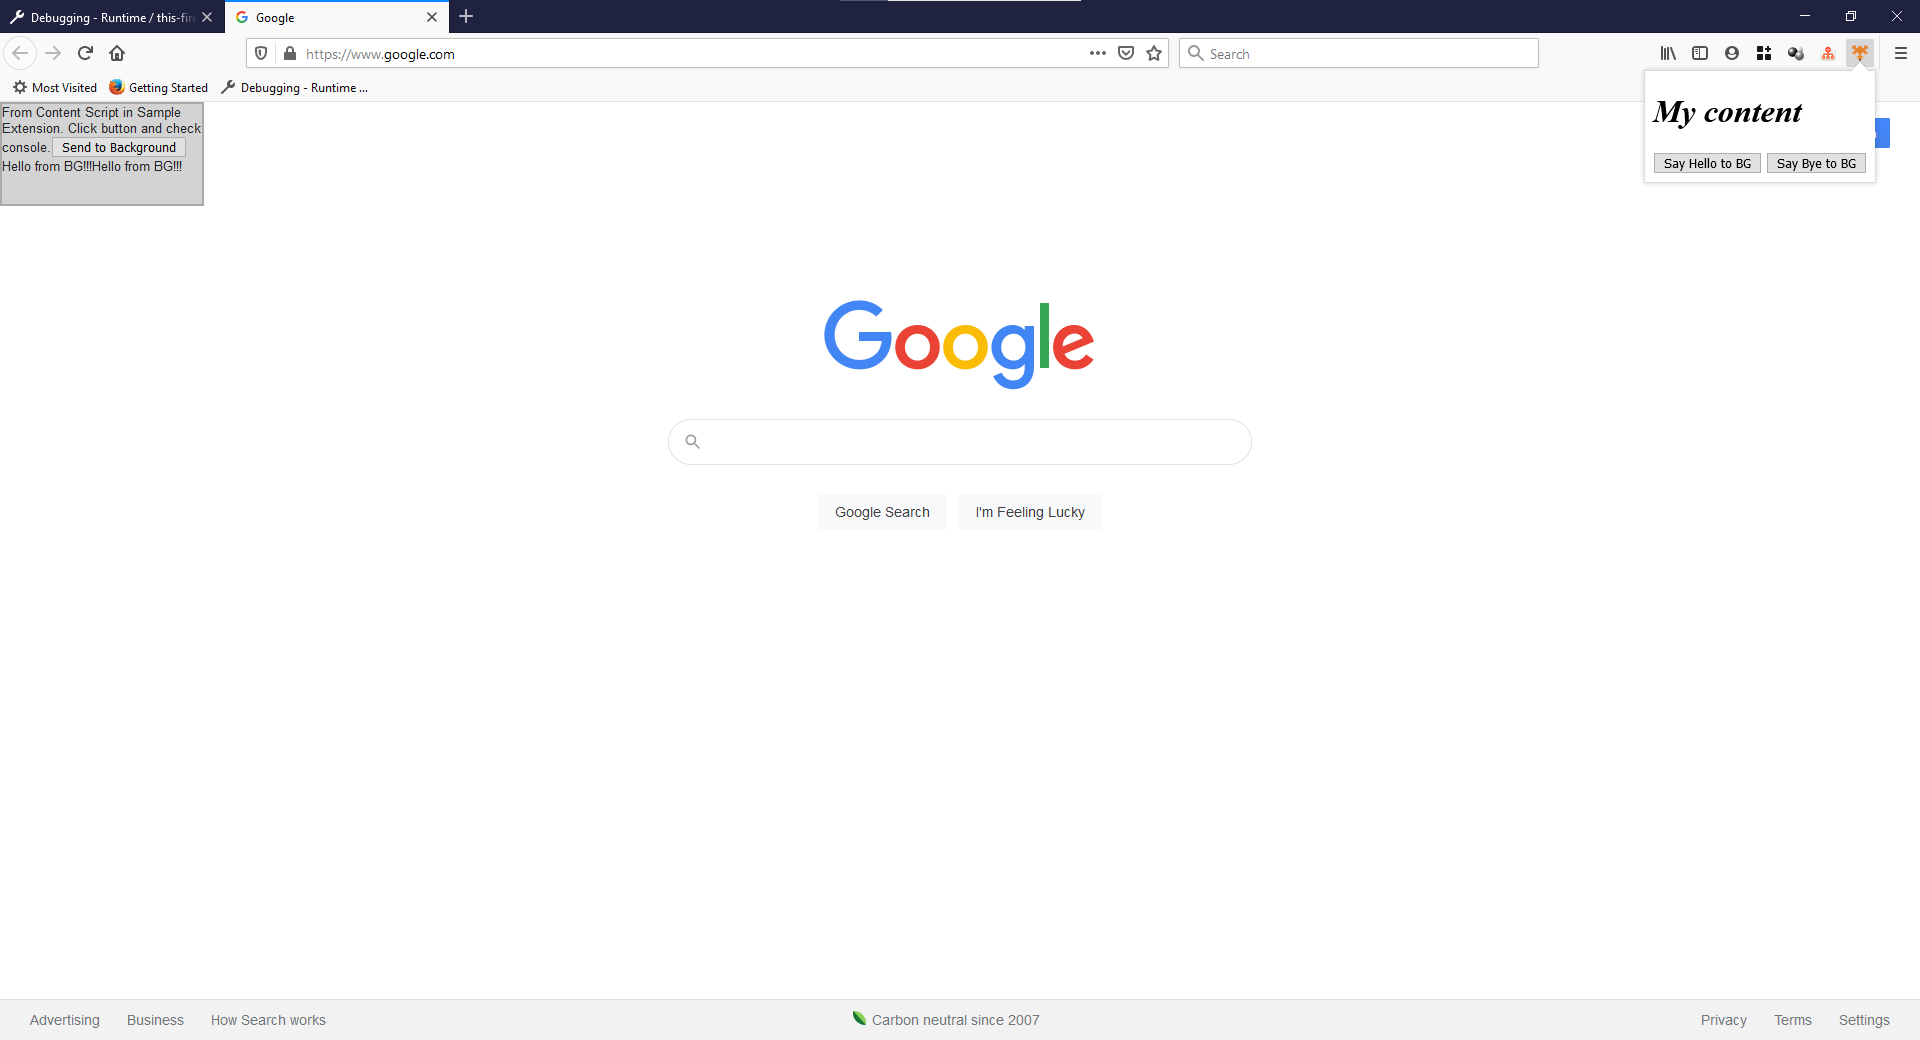 Debugging - Runtime / this-fir
Google
https://www.google.com
Search
Most Visited
Getting Started
Debugging - Runtime ...
From Content Script in Sample
Extension. Click button and check
console. Send to Background
Hello from BG!!!Hello from BG!!!
My content
Say Hello to BG
Say Bye to BG
Google
Google Search
I'm Feeling Lucky
Advertising
Business
How Search works
Carbon neutral since 2007
Privacy
Terms
Settings